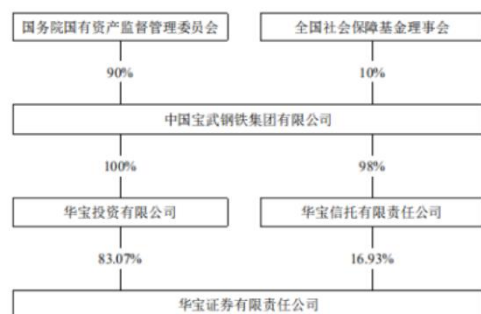 国务院国有资产监督管理委员会
全国社会保障基金理事会
90%
10%
中国宝武钢铁集团有限公司
100%
98%
华宝投资有限公司
华宝信托有限责任公司
83.07%
16.93%
华宝证券有限责任公司